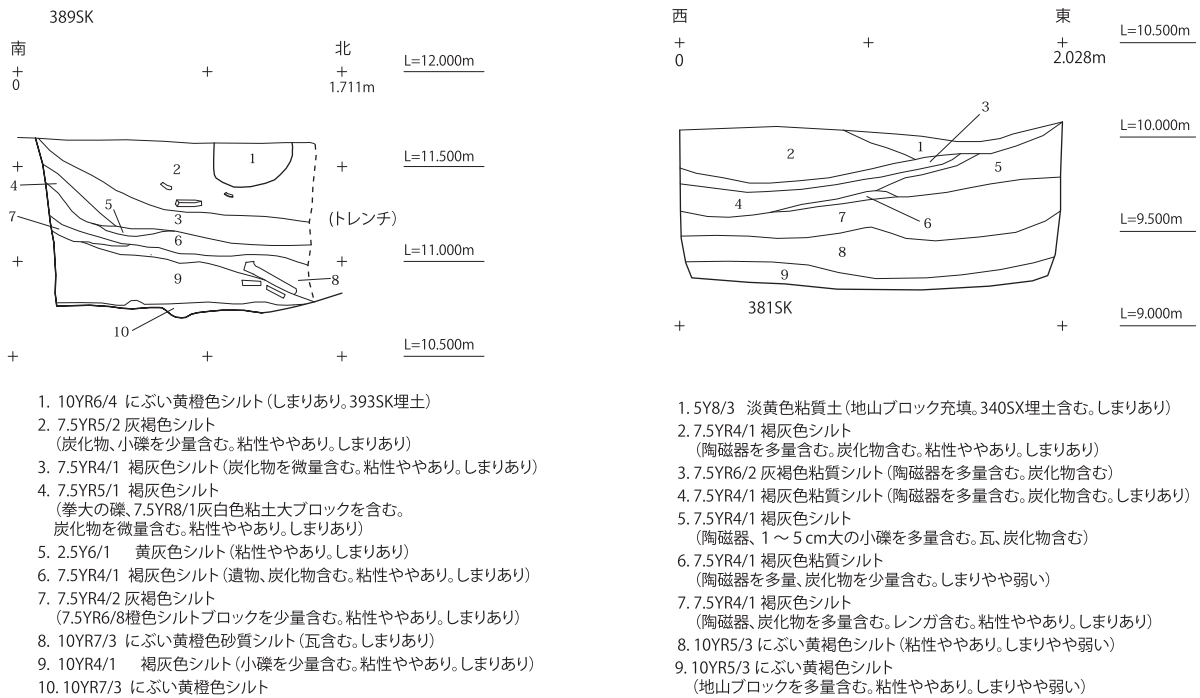 389SK
南
北
0
1.711m
L=12.000m
L=11.500m
L=11.000m
L=10.500m
1
2
3
4
5
6
7
8
9
10
(トレンチ)
1. 10YR6/4 にぶい黄橙色シルト(しまりあり。393SK埋土)
2. 7.5YR5/2 灰褐色シルト
(炭化物、小礫を少量含む。粘性ややあり。しまりあり)
3. 7.5YR4/1 褐灰色シルト(炭化物を微量含む。粘性ややあり。しまりあり)
4. 7.5YR5/1 褐灰色シルト
(拳大の礫、7.5YR8/1灰白色粘土大ブロックを含む。
炭化物を微量含む。粘性ややあり。しまりあり)
5. 2.5Y6/1 黄灰色シルト(粘性ややあり。しまりあり)
6. 7.5YR4/1 褐灰色シルト(遺物、炭化物含む。粘性ややあり。しまりあり)
7. 7.5YR4/2 灰褐色シルト
(7.5YR6/8橙色シルトブロックを少量含む。粘性ややあり。しまりあり)
8. 10YR7/3 にぶい黄橙色砂質シルト(瓦含む。しまりあり)
9. 10YR4/1 褐灰色シルト(小礫を少量含む。粘性ややあり。しまりあり)
10. 10YR7/3 にぶい黄橙色シルト
西
東
0
2.028m
L=10.500m
L=10.000m
L=9.500m
L=9.000m
1
2
3
4
5
6
7
8
9
381SK
1. 5Y8/3 淡黄色粘質土(地山ブロック充填。340SX埋土含む。しまりあり)
2. 7.5YR4/1 褐灰色シルト
(陶磁器を多量含む。炭化物含む。粘性ややあり。しまりあり)
3. 7.5YR6/2 灰褐色粘質シルト(陶磁器を多量含む。炭化物含む)
4. 7.5YR4/1 褐灰色粘質シルト(陶磁器を多量含む。炭化物含む。しまりあり)
5. 7.5YR4/1 褐灰色シルト
(陶磁器、1～5cm大の小礫を多量含む。瓦、炭化物含む)
6. 7.5YR4/1 褐灰色粘質シルト
(陶磁器を多量、炭化物を少量含む。しまりやや弱い)
7. 7.5YR4/1 褐灰色シルト
(陶磁器、炭化物を多量含む。レンガ含む。粘性ややあり。しまりあり)
8. 10YR5/3 にぶい黄褐色シルト(粘性ややあり。しまりやや弱い)
9. 10YR5/3 にぶい黄褐色シルト
(地山ブロックを多量含む。粘性ややあり。しまりやや弱い)